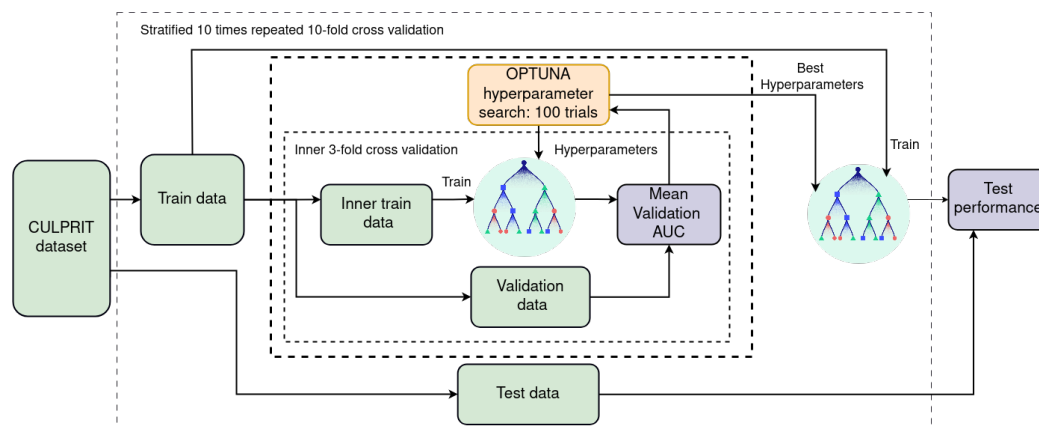 Stratified 10 times repeated 10-fold cross validation
OPTUNA
hyperparameter
search: 100 trials
Best
Hyperparameters
Inner 3-fold cross validation
Hyperparameters
Train
Train
CULPRIT
dataset
Train data
Inner train
data
Mean
Validation
AUC
Test
performance
Validation
data
Test data